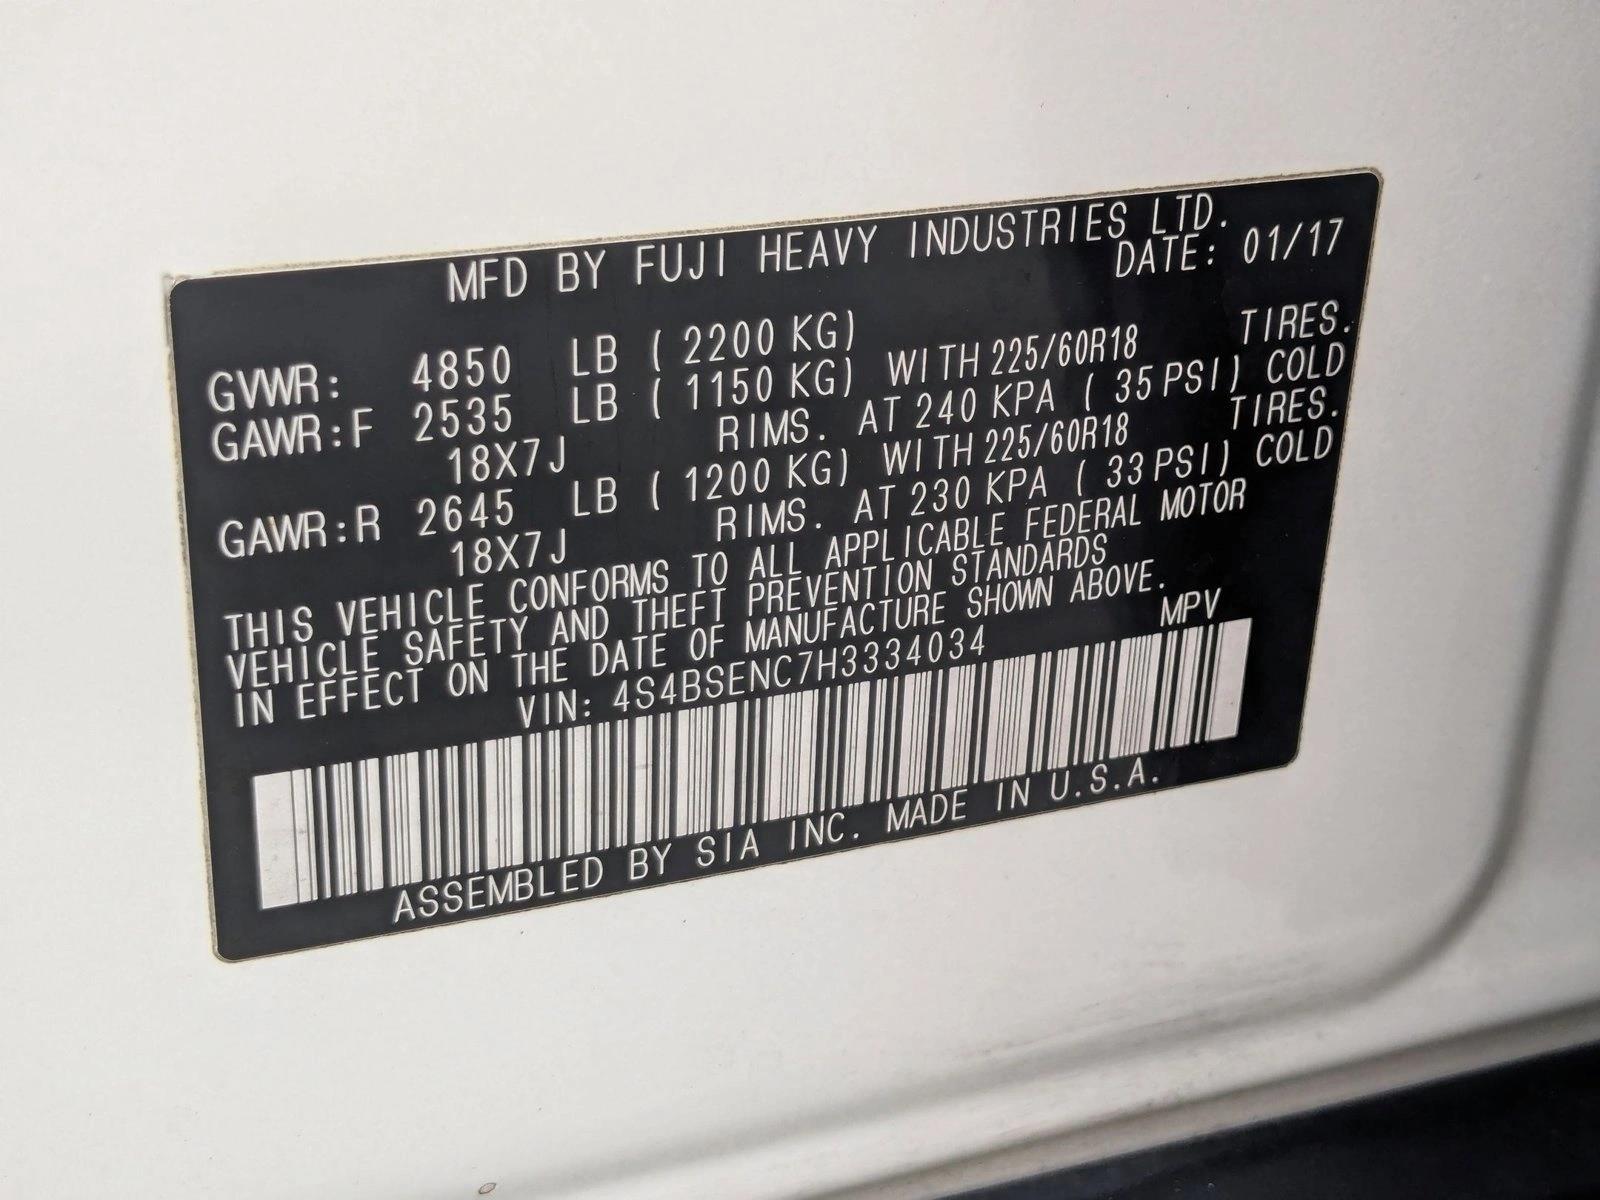 MFD BY FUJI HEAVY INDUSTRIES LTD.
DATE: 01/17
GVWR: 4850 LB ( 2200 KG)
GAWR:F 2535 LB ( 1150 KG) WITH 225/60R18 TIRES.
18X7J RIMS. AT 240 KPA ( 35 PSI) COLD
GAWR:R 2645 LB ( 1200 KG) WITH 225/60R18 TIRES.
18X7J RIMS. AT 230 KPA ( 33 PSI) COLD
THIS VEHICLE CONFORMS TO ALL APPLICABLE FEDERAL MOTOR
VEHICLE SAFETY AND THEFT PREVENTION STANDARDS
IN EFFECT ON THE DATE OF MANUFACTURE SHOWN ABOVE.
VIN: 4S4BSENC7H3334034 MPV
ASSEMBLED BY SIA INC. MADE IN U.S.A.